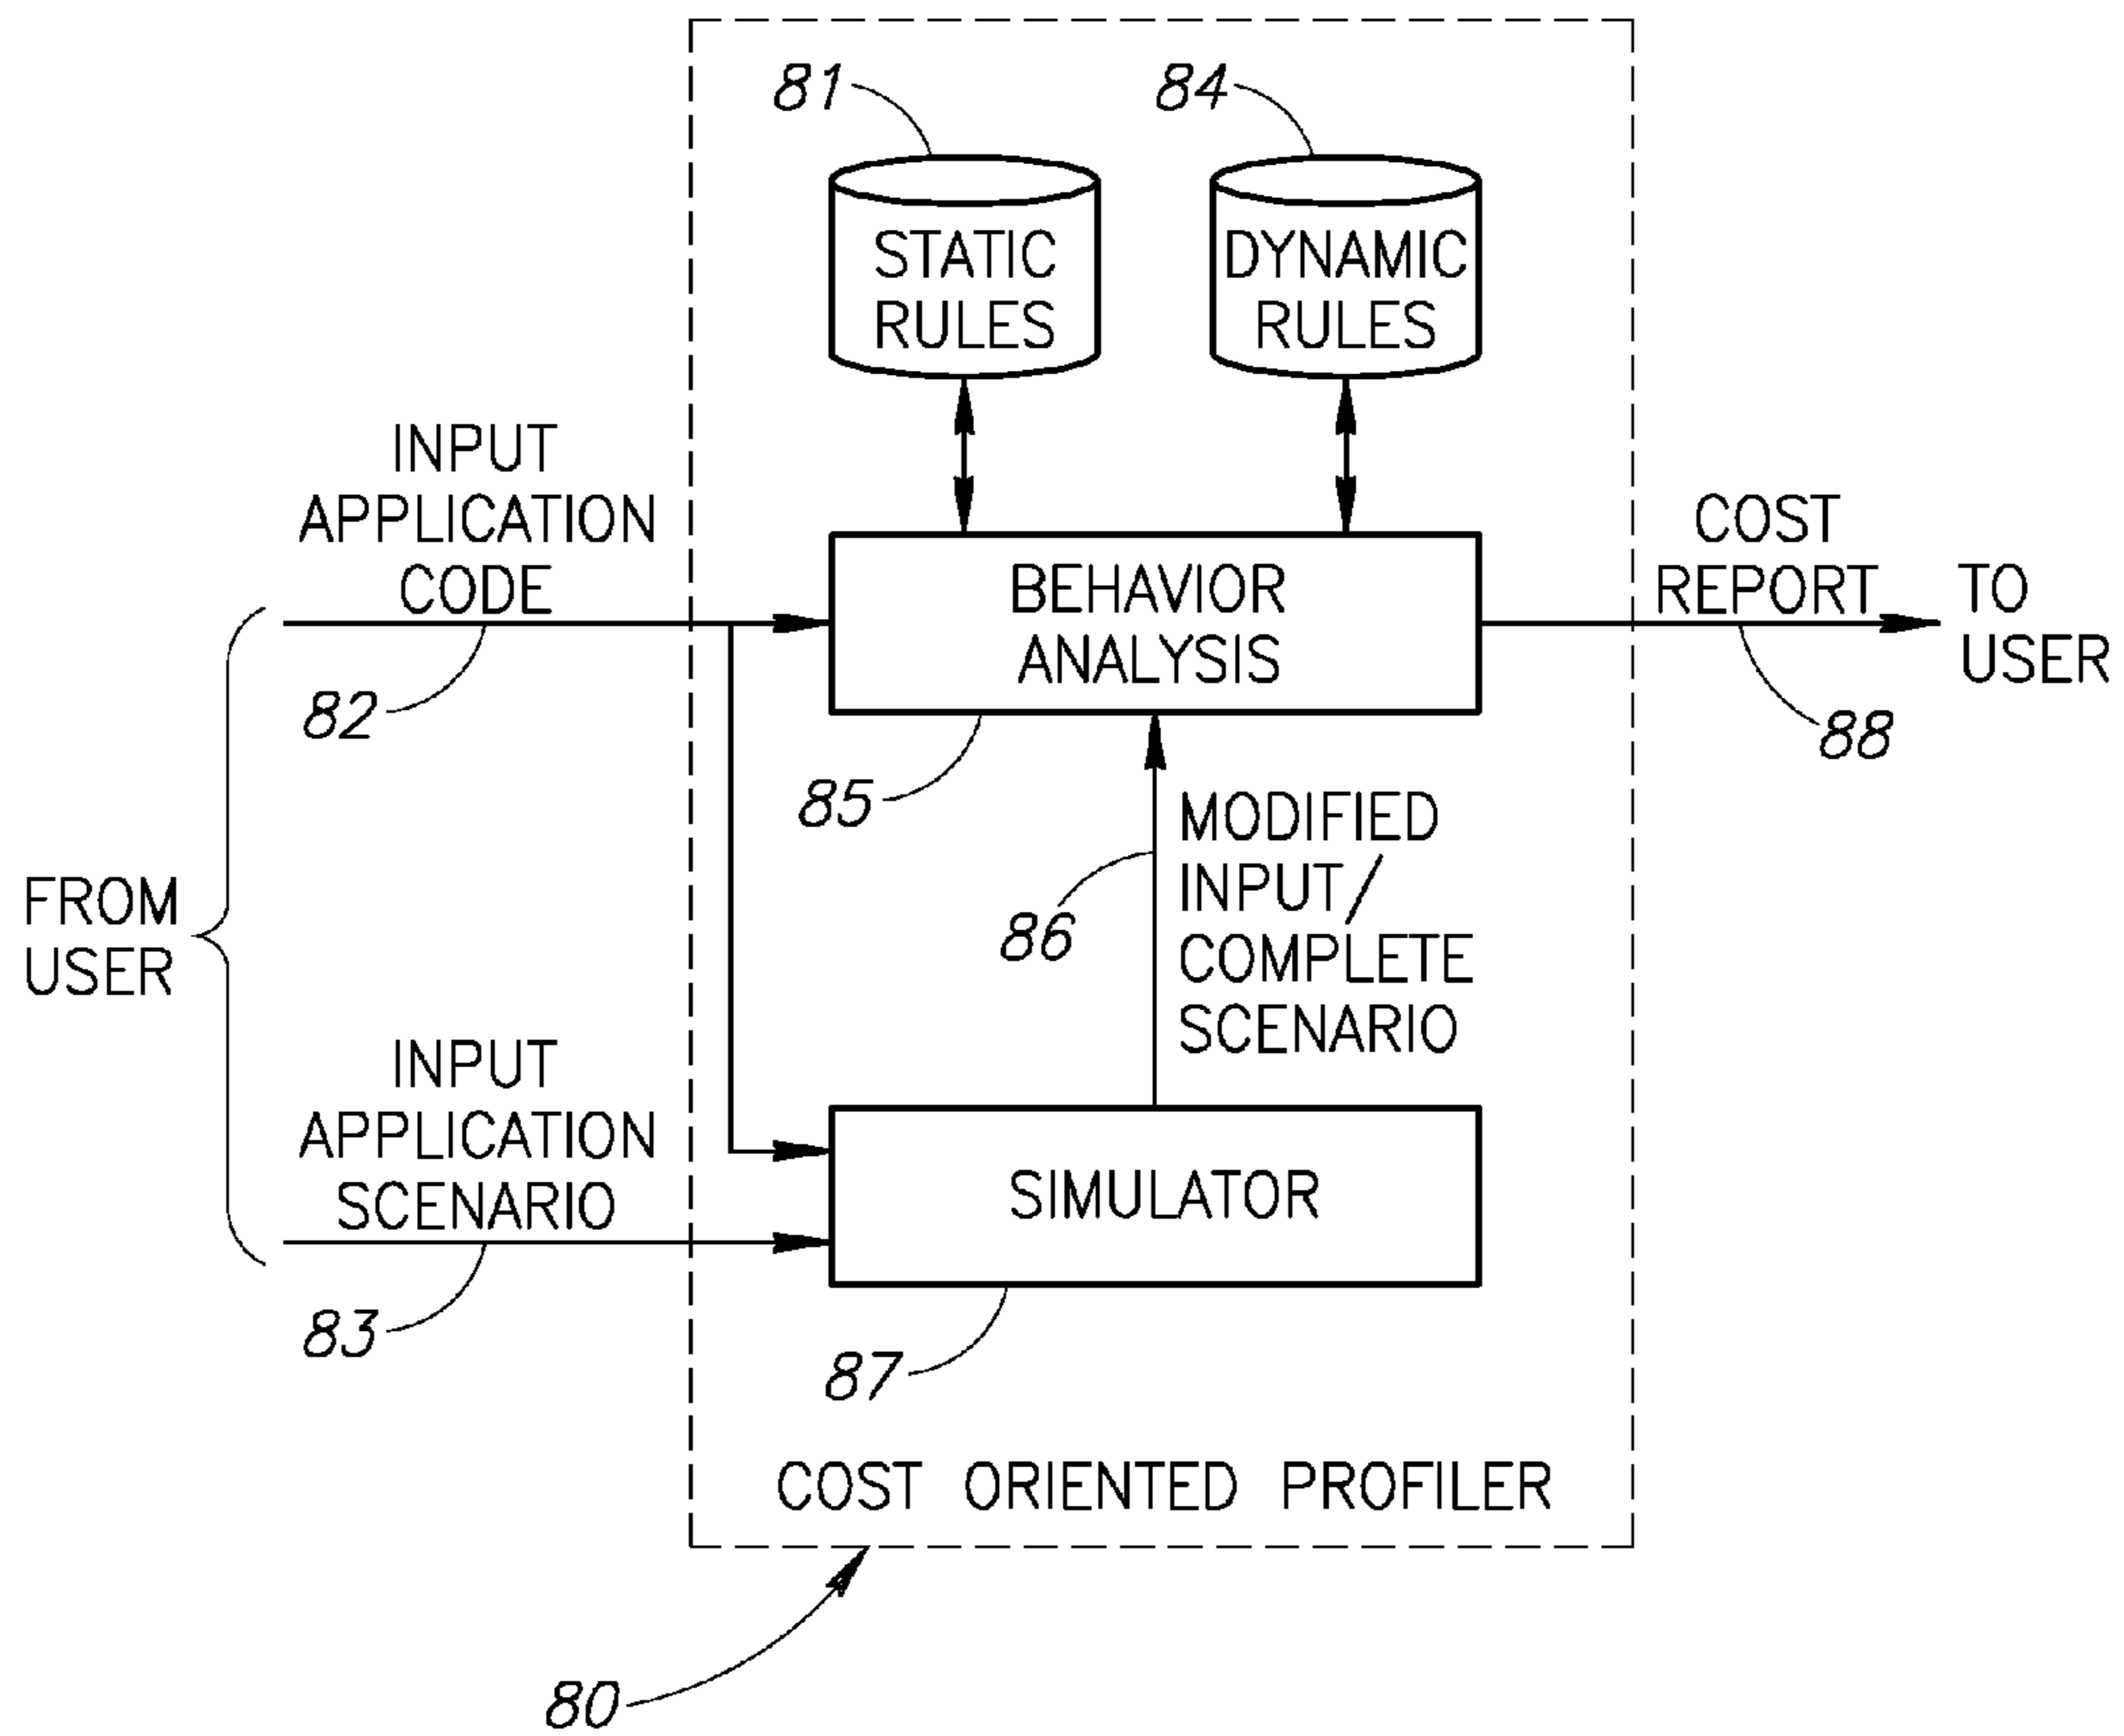 81
84
STATIC
RULES
DYNAMIC
RULES
INPUT
APPLICATION
CODE
82
BEHAVIOR
ANALYSIS
85
COST
REPORT
TO
USER
88
FROM
USER
86
MODIFIED
INPUT/
COMPLETE
SCENARIO
INPUT
APPLICATION
SCENARIO
83
SIMULATOR
87
COST ORIENTED PROFILER
80